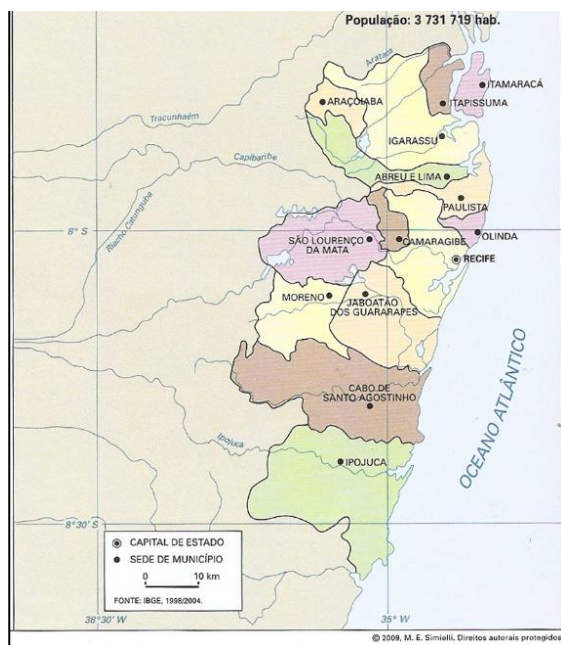 População: 3 731 719 hab.
Arataca
ITAMARACÁ
ARAÇOIABA
ITAPISSUMA
Tracunhaém
IGARASSU
Capibaribe
ABREU E LIMA
PAULISTA
Riacho Catunguba
8° S
OLINDA
SÃO LOURENÇO
DA MATA
CAMARAGIBE
RECIFE
MORENO
JABOATÃO
DOS GUARARAPES
OCEANO ATLÂNTICO
CABO DE
SANTO AGOSTINHO
Ipojuca
IPOJUCA
8°30' S
CAPITAL DE ESTADO
SEDE DE MUNICÍPIO
0 10 km
FONTE: IBGE, 1998/2004.
38°30' W
35° W
© 2009, M. E. Simielli, Direitos autorais protegidos